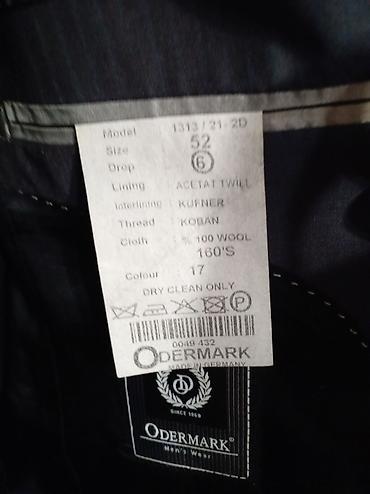 Model : 1313 / 21- 2D
Size : 52
Drop : 6
Lining : ACETAT TWILL
Interlining : KUFNER
Thread : KOBAN
Cloth : % 100 WOOL
160'S
Colour : 17
DRY CLEAN ONLY
P
0049 432
ODERMARK
MADE IN GERMANY
SINCE 1869
ODERMARK®
Men's Wear